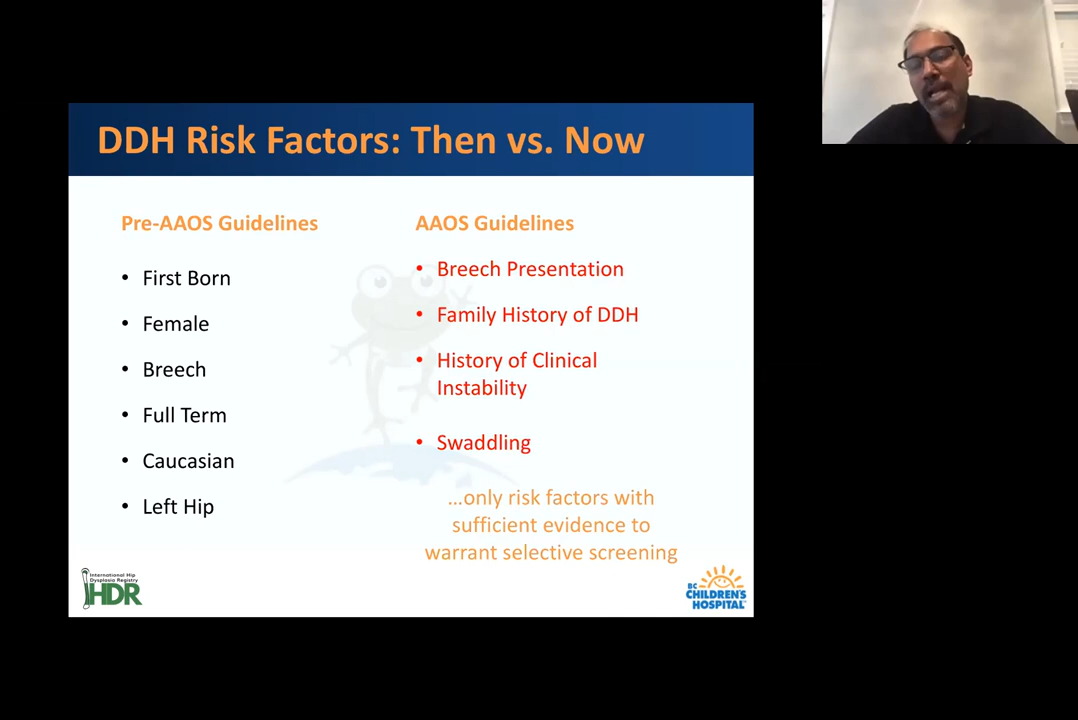 DDH Risk Factors: Then vs. Now
Pre-AAOS Guidelines
• First Born
• Female
• Breech
• Full Term
• Caucasian
• Left Hip
AAOS Guidelines
• Breech Presentation
• Family History of DDH
• History of Clinical
Instability
• Swaddling
...only risk factors with
sufficient evidence to
warrant selective screening
International Hip
Dysplasia Registry
IHDR
BC
CHILDREN'S
HOSPITAL